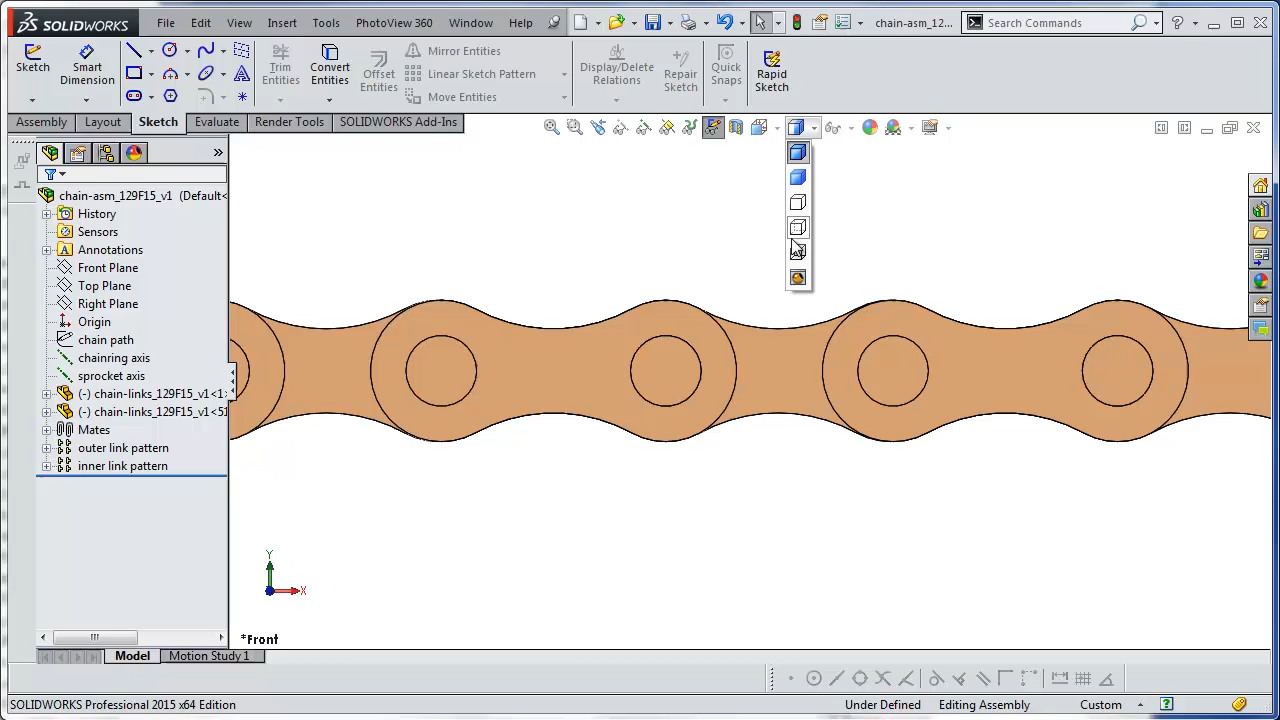 SOLIDWORKS File Edit View Insert Tools PhotoView 360 Window Help chain-asm_12... Search Commands ?
Sketch Smart Dimension Trim Entities Convert Entities Offset Entities Mirror Entities Linear Sketch Pattern Move Entities Display/Delete Relations Repair Sketch Quick Snaps Rapid Sketch
Assembly Layout Sketch Evaluate Render Tools SOLIDWORKS Add-Ins
»
chain-asm_129F15_v1 (Default<
History
Sensors
Annotations
Front Plane
Top Plane
Right Plane
Origin
chain path
chainring axis
sprocket axis
(-) chain-links_129F15_v1<1>
(-) chain-links_129F15_v1<51
Mates
outer link pattern
inner link pattern
Y
X
*Front
Model Motion Study 1
SOLIDWORKS Professional 2015 x64 Edition Under Defined Editing Assembly Custom ?